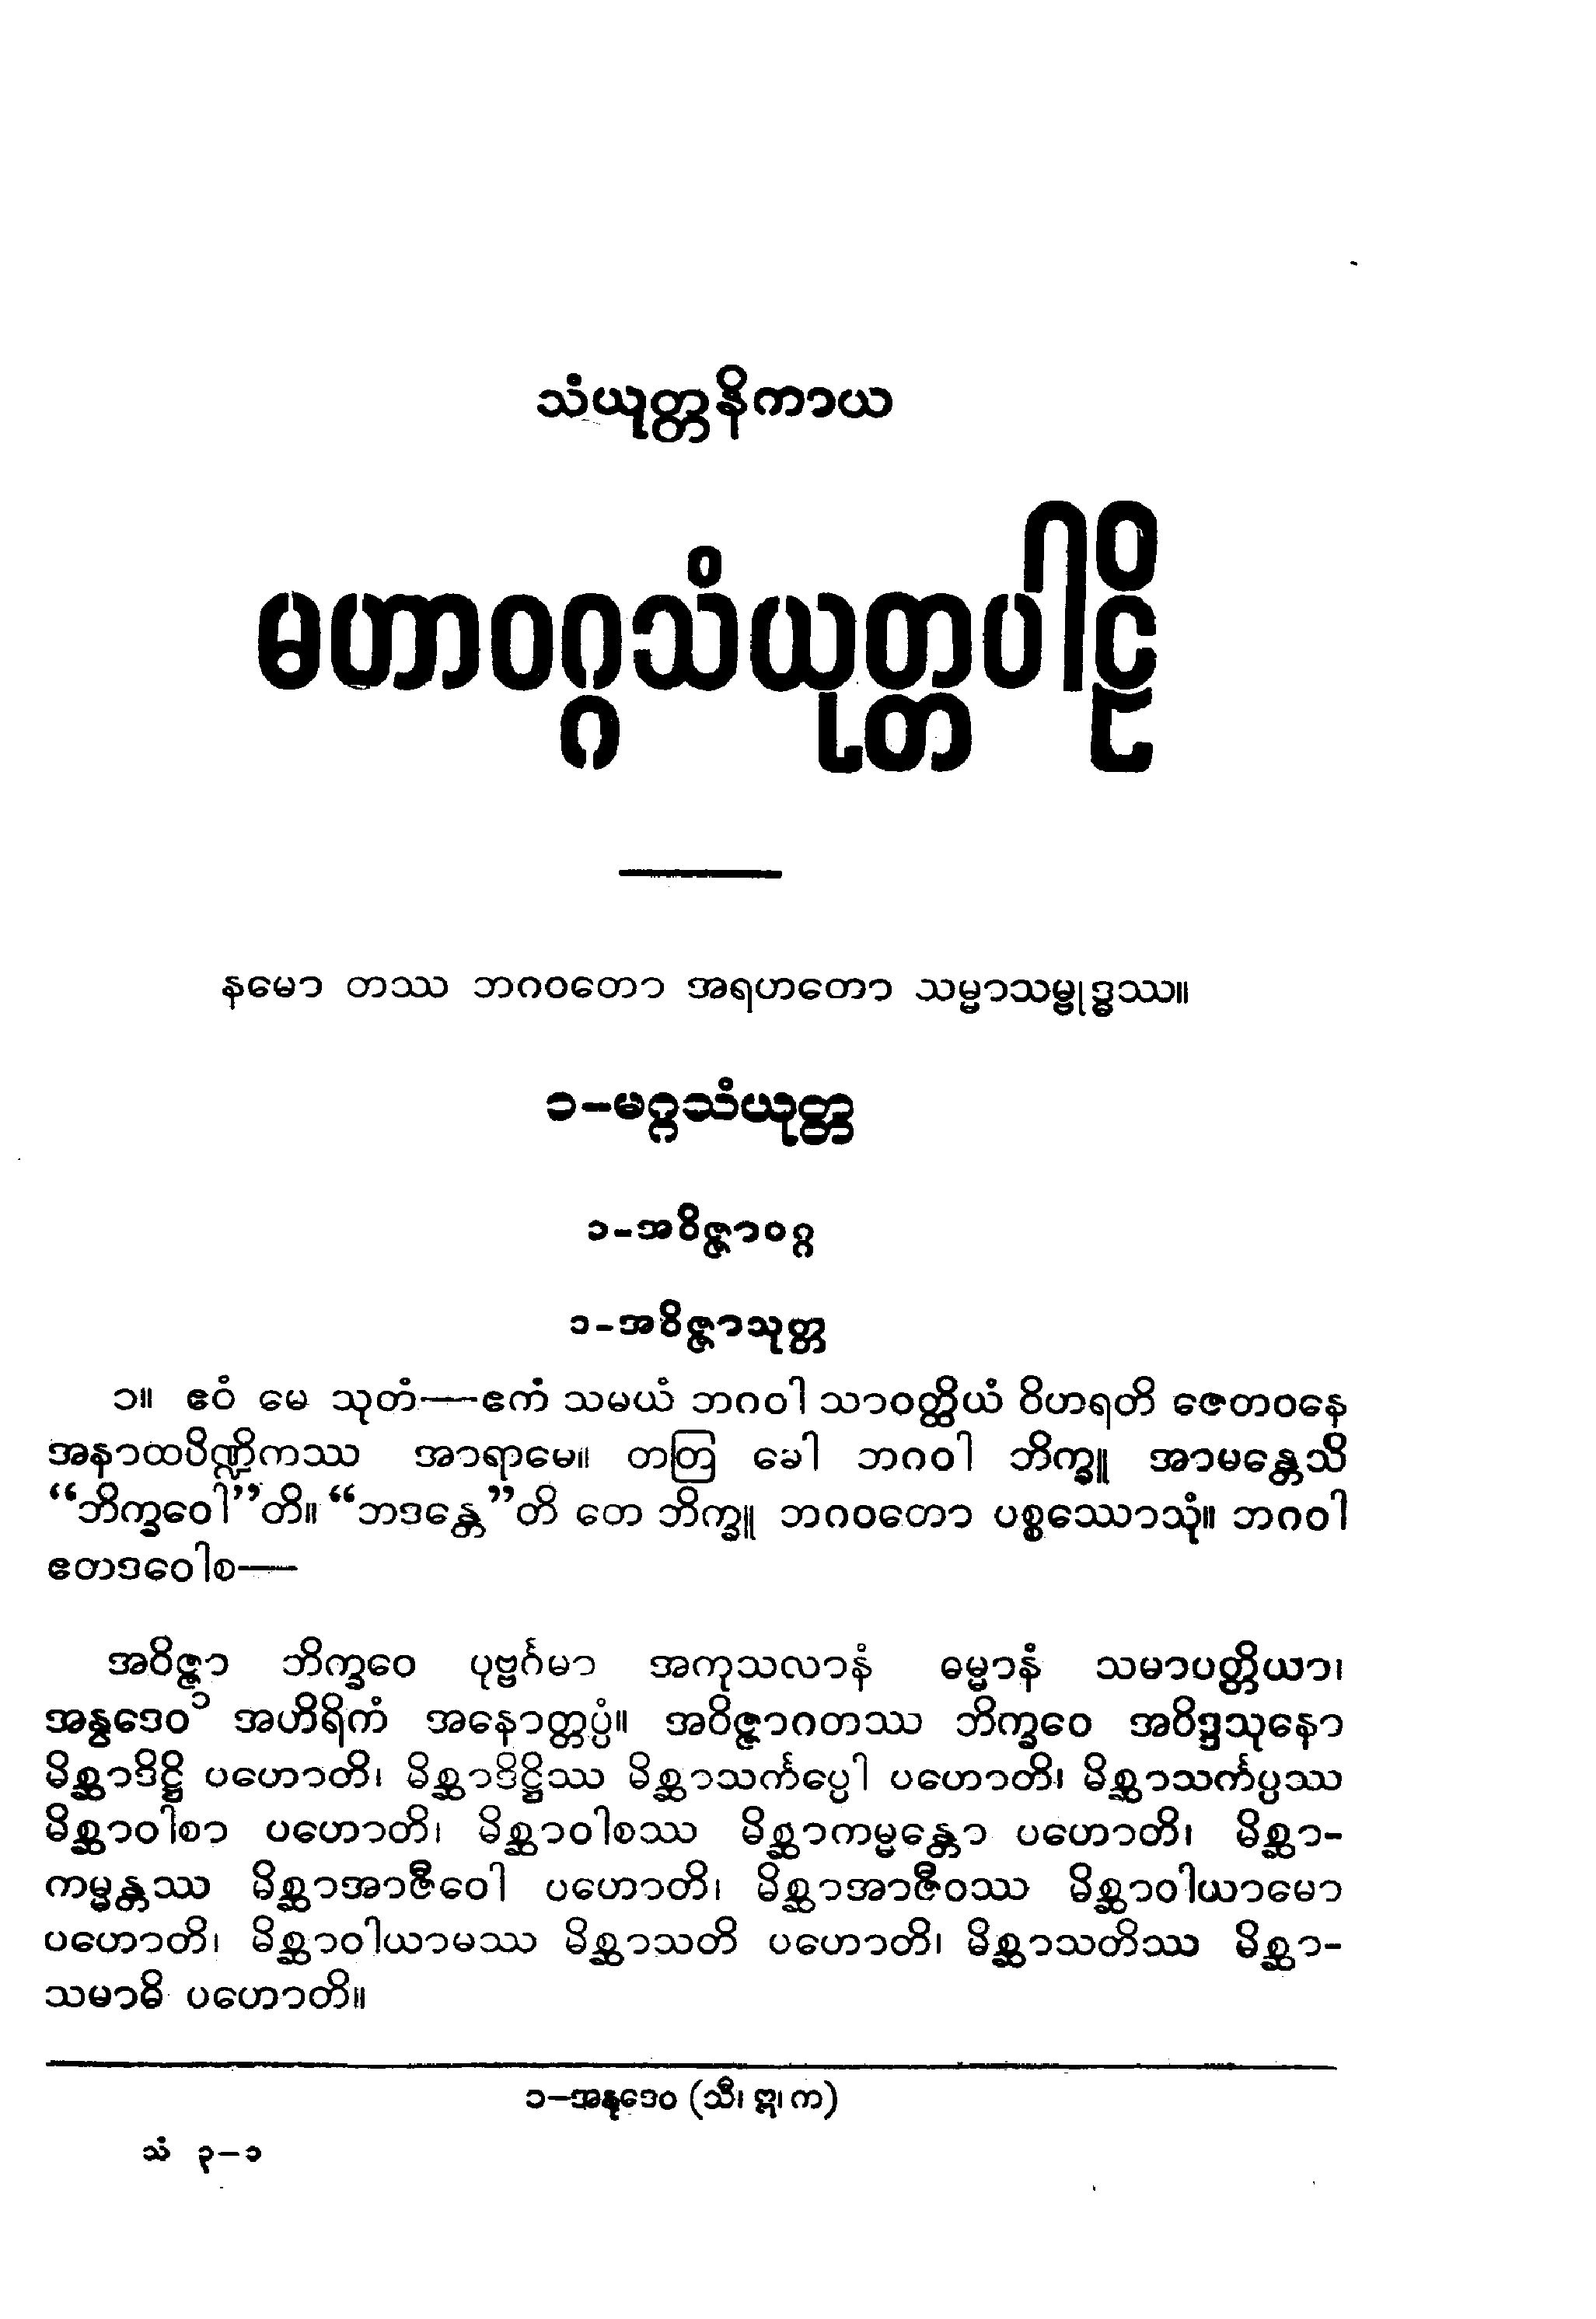 သံယုတ္တနိကာယ
မဟာဝဂ္ဂသံယုတ္တပါဠိ
နမော တဿ ဘဂဝတော အရဟတော သမ္မာသမ္ဗုဒ္ဓဿ။
၁–မဂ္ဂသံယုတ္တ
၁-အဝိဇ္ဇာဝဂ္ဂ
၁-အဝိဇ္ဇာသုတ္တ
၁။ ဧဝံ မေ သုတံ—ဧကံ သမယံ ဘဂဝါ သာဝတ္ထိယံ ဝိဟရတိ ဇေတဝနေ
အနာထပိဏ္ဍိကဿ အာရာမေ။ တတြ ခေါ ဘဂဝါ ဘိက္ခူ အာမန္တေသိ
“ဘိက္ခဝေါ”တိ။ “ဘဒန္တေ”တိ တေ ဘိက္ခူ ဘဂဝတော ပစ္စဿောသုံ။ ဘဂဝါ
ဧတဒဝေါစ—
အဝိဇ္ဇာ ဘိက္ခဝေ ပုဗ္ဗင်္ဂမာ အကုသလာနံ ဓမ္မာနံ သမာပတ္တိယာ၊
အနွဒေဝ၁ အဟိရိကံ အနောတ္တပ္ပံ။ အဝိဇ္ဇာဂတဿ ဘိက္ခဝေ အဝိဒ္ဒသုနော
မိစ္ဆာဒိဋ္ဌိ ပဟောတိ၊ မိစ္ဆာဒိဋ္ဌိဿ မိစ္ဆာသင်္ကပ္ပေါ ပဟောတိ၊ မိစ္ဆာသင်္ကပ္ပဿ
မိစ္ဆာဝါစာ ပဟောတိ၊ မိစ္ဆာဝါစဿ မိစ္ဆာကမ္မန္တော ပဟောတိ၊ မိစ္ဆာ-
ကမ္မန္တဿ မိစ္ဆာအာဇီဝေါ ပဟောတိ၊ မိစ္ဆာအာဇီဝဿ မိစ္ဆာဝါယာမော
ပဟောတိ၊ မိစ္ဆာဝါယာမဿ မိစ္ဆာသတိ ပဟောတိ၊ မိစ္ဆာသတိဿ မိစ္ဆာ-
သမာဓိ ပဟောတိ။
၁–အနုဒေဝ (သီ၊ ဣ၊ က)
သံ ၃–၁